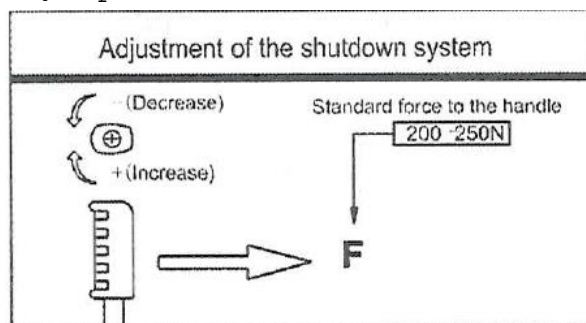 Adjustment of the shutdown system
-(Decrease)
+(Increase)
Standard force to the handle
200-250N
F